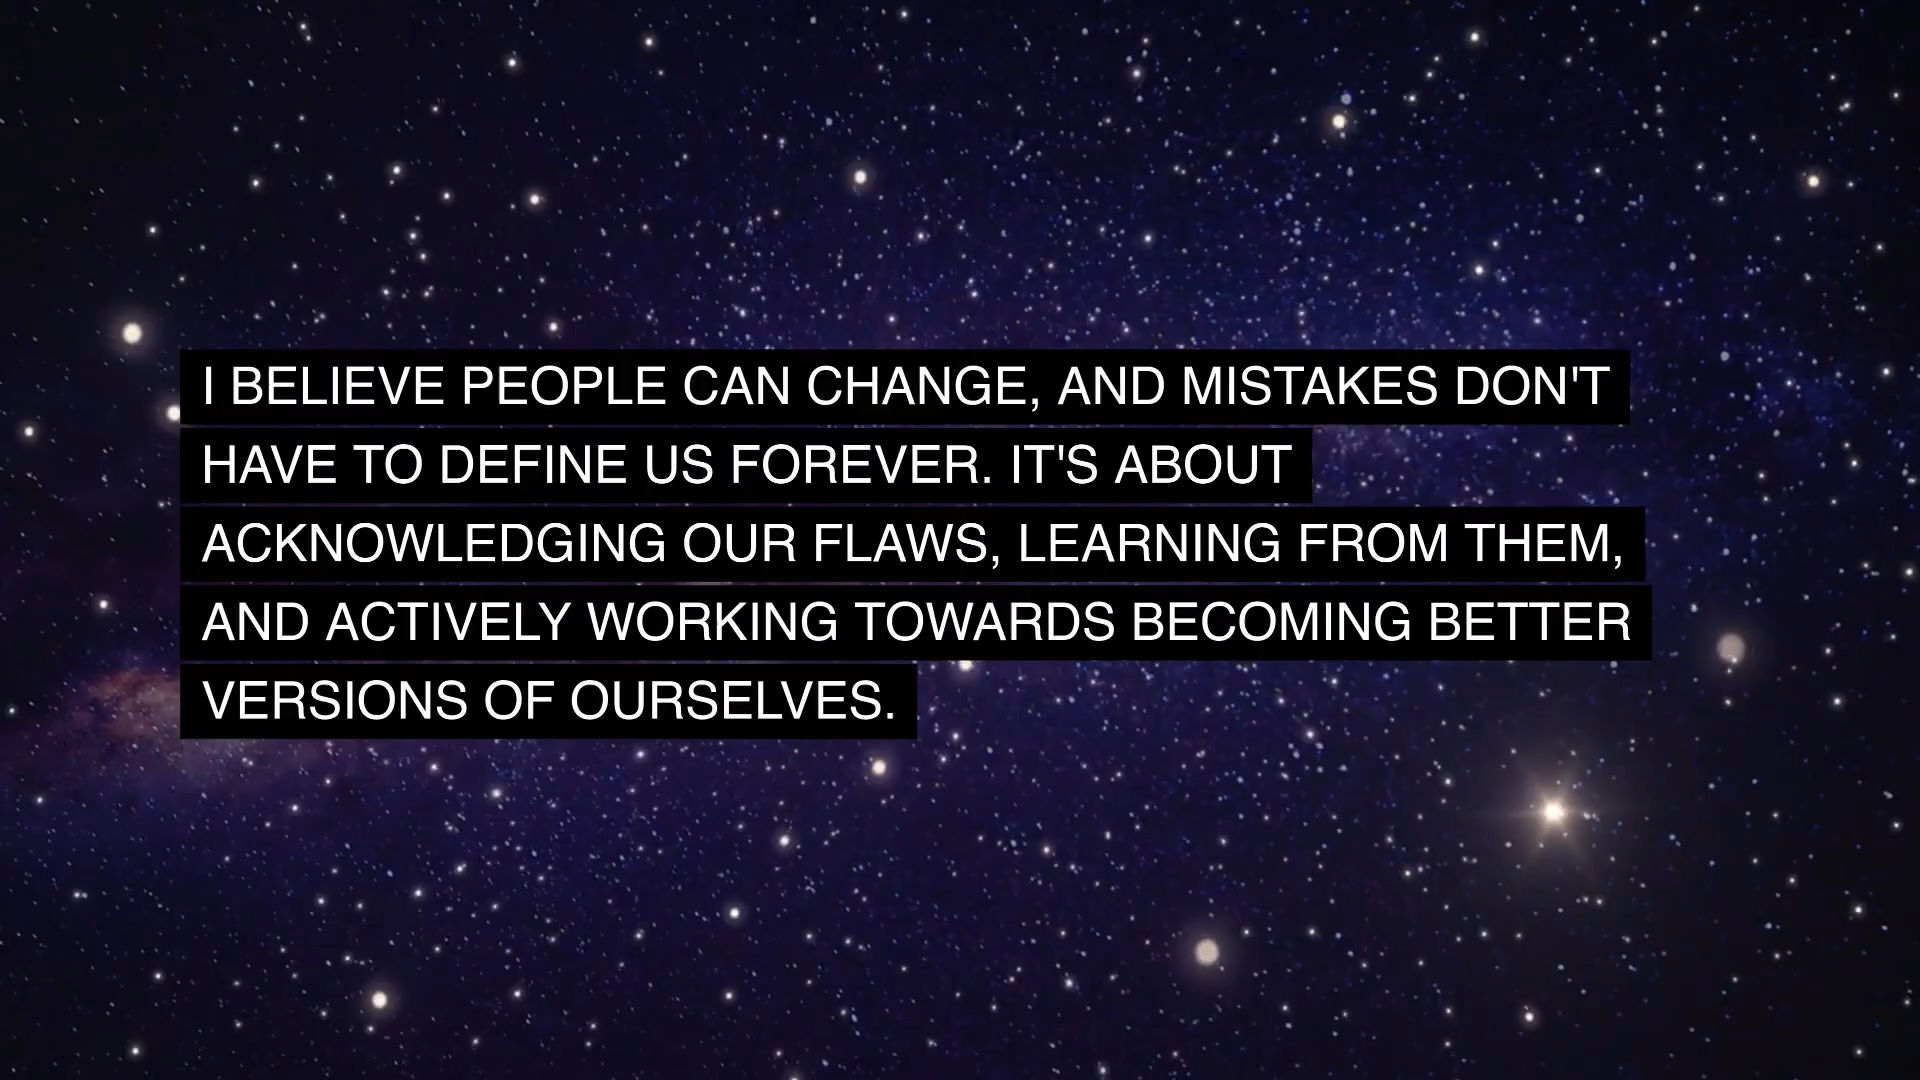 I BELIEVE PEOPLE CAN CHANGE, AND MISTAKES DON'T
HAVE TO DEFINE US FOREVER. IT'S ABOUT
ACKNOWLEDGING OUR FLAWS, LEARNING FROM THEM,
AND ACTIVELY WORKING TOWARDS BECOMING BETTER
VERSIONS OF OURSELVES.